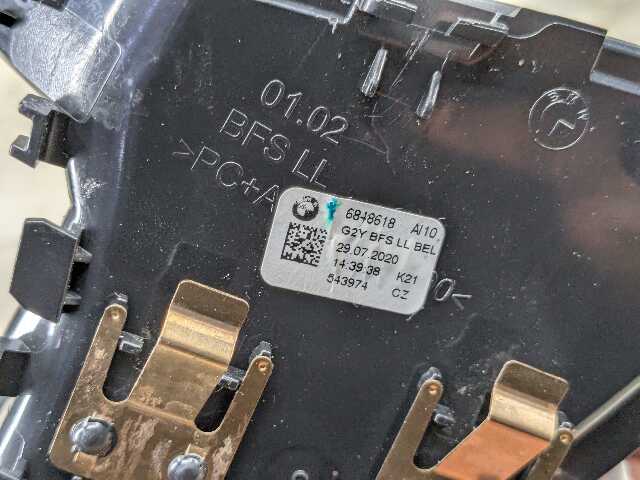 01.02
BFS LL
>PC+A
6848618 AI10
G2Y BFS LL BEL
29.07.2020
14:39:38 K21
543974 CZ
00<